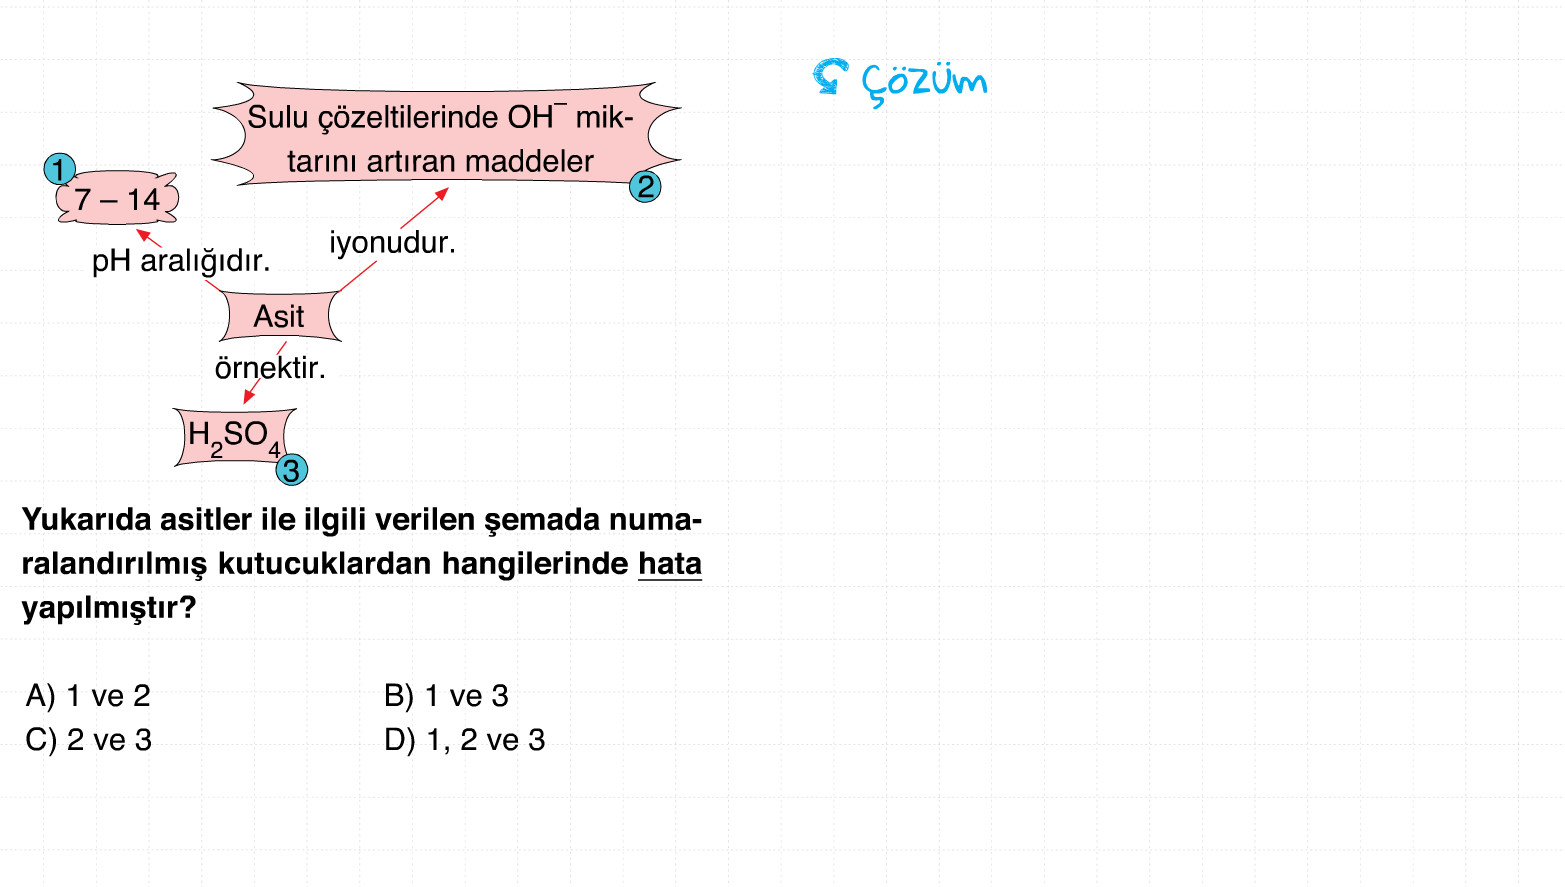 Çözüm
Sulu çözeltilerinde OH⁻ mik-
tarını artıran maddeler
2
1
7 – 14
iyonudur.
pH aralığıdır.
Asit
örnektir.
H₂SO₄
3
Yukarıda asitler ile ilgili verilen şemada numa-
ralandırılmış kutucuklardan hangilerinde hata
yapılmıştır?
A) 1 ve 2
B) 1 ve 3
C) 2 ve 3
D) 1, 2 ve 3